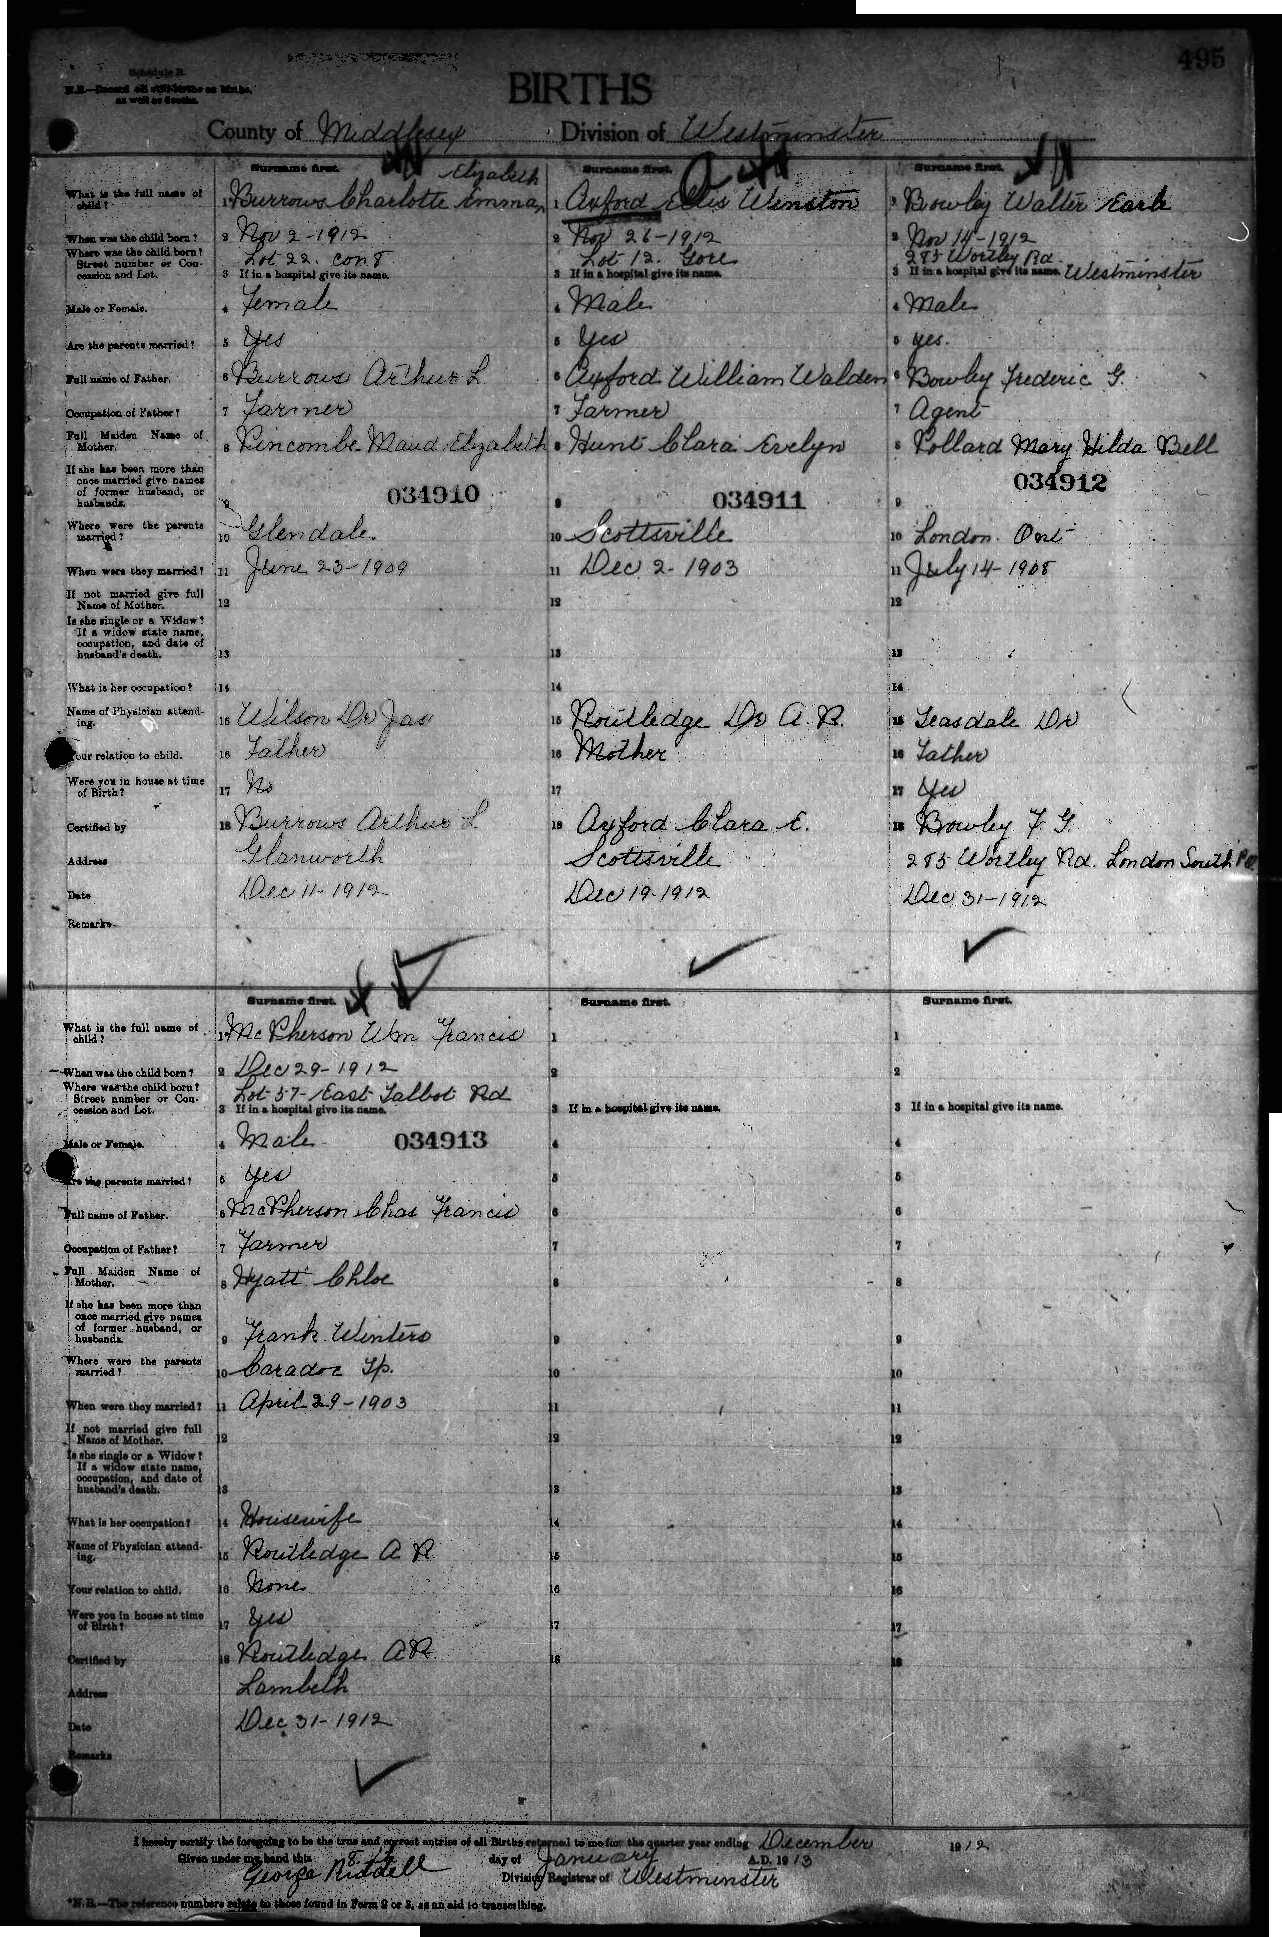 495
Schedule B.
N.B.—Record all still-births as births, as well as deaths.
BIRTHS
County of Middlesex Division of Westminster
Surname first. Surname first. Surname first.
Elizabeth
What is the full name of child? 1 Burrows Charlotte Emman 1 Axford Ellis Winston 1 Bowley Walter Earle
When was the child born? 2 Nov 2-1912 2 Nov 26-1912 2 Nov 14-1912
Where was the child born? Lot 22. con 8 Lot 12. Gore 285 Wortley Rd
Street number or Concession and Lot. 3 If in a hospital give its name. 3 If in a hospital give its name. 3 If in a hospital give its name. Westminster
Male or Female. 4 Female 4 Male 4 Male
Are the parents married? 5 Yes 5 Yes 5 yes.
Full name of Father. 6 Burrows Arthur L 6 Axford William Walden 6 Bowley Frederic G.
Occupation of Father? 7 Farmer 7 Farmer 7 Agent
Full Maiden Name of Mother. 8 Pincombe Maud Elizabeth 8 Hunt Clara Evelyn 8 Pollard Mary Hilda Bell
If she has been more than once married give names of former husband, or husbands. 9 034910 9 034911 9 034912
Where were the parents married? 10 Glendale. 10 Scottsville 10 London. Ont
When were they married? 11 June 23-1909 11 Dec 2-1903 11 July 14-1908
If not married give full Name of Mother. 12 12 12
Is she single or a Widow? If a widow state name, occupation, and date of husband's death. 13 13 13
What is her occupation? 14 14 14
Name of Physician attending. 15 Wilson Dr Jas 15 Routledge Dr A. R. 15 Teasdale Dr
Your relation to child. 16 Father 16 Mother 16 Father
Were you in house at time of Birth? 17 No 17 17 Yes
Certified by 18 Burrows Arthur L 18 Axford Clara E. 18 Bowley F G.
Address Glanworth Scottsville 285 Wortley Rd. London South P.O
Date Dec 11-1912 Dec 19-1912 Dec 31-1912
Remarks
Surname first. Surname first. Surname first.
What is the full name of child? 1 McPherson Wm Francis 1 1
When was the child born? 2 Dec 29-1912 2 2
Where was the child born? Lot 57-East Talbot Rd
Street number or Concession and Lot. 3 If in a hospital give its name. 3 If in a hospital give its name. 3 If in a hospital give its name.
Male or Female. 4 Male 034913 4 4
Are the parents married? 5 Yes 5 5
Full name of Father. 6 McPherson Chas Francis 6 6
Occupation of Father? 7 Farmer 7 7
Full Maiden Name of Mother. 8 Hyatt Chloe 8 8
If she has been more than once married give names of former husband, or husbands. 9 Frank Winters 9 9
Where were the parents married? 10 Caradoc Tp. 10 10
When were they married? 11 April 29-1903 11 11
If not married give full Name of Mother. 12 12 12
Is she single or a Widow? If a widow state name, occupation, and date of husband's death. 13 13 13
What is her occupation? 14 Housewife 14 14
Name of Physician attending. 15 Routledge A R 15 15
Your relation to child. 16 None 16 16
Were you in house at time of Birth? 17 Yes 17 17
Certified by 18 Routledge A R. 18 18
Address Lambeth
Date Dec 31-1912
Remarks
I hereby certify the foregoing to be the true and correct entries of all Births returned to me for the quarter year ending December 1912
Given under my hand this 8th day of January A.D. 1913
George Riddell Division Registrar of Westminster
*N.B.—The reference numbers relate to those found in Form 2 or 3, as an aid to transcribing.